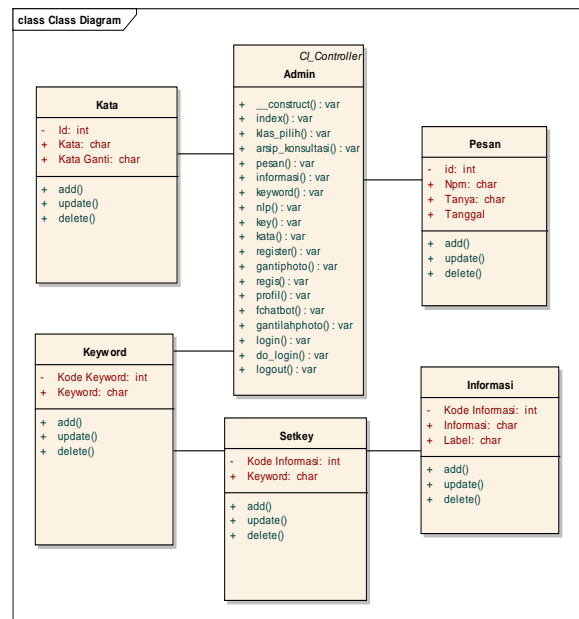 class Class Diagram
Kata
- Id: int
+ Kata: char
+ Kata Ganti: char
+ add()
+ update()
+ delete()
CI_Controller
Admin
+ __construct() : var
+ index() : var
+ klas_pilih() : var
+ arsip_konsultasi() : var
+ pesan() : var
+ informasi() : var
+ keyword() : var
+ nlp() : var
+ key() : var
+ kata() : var
+ register() : var
+ gantiphoto() : var
+ regis() : var
+ profil() : var
+ fchatbot() : var
+ gantilahphoto() : var
+ login() : var
+ do_login() : var
+ logout() : var
Pesan
- id: int
+ Npm: char
+ Tanya: char
+ Tanggal
+ add()
+ update()
+ delete()
Keyword
- Kode Keyword: int
+ Keyword: char
+ add()
+ update()
+ delete()
Setkey
- Kode Informasi: int
+ Keyword: char
+ add()
+ update()
+ delete()
Informasi
- Kode Informasi: int
+ Informasi: char
+ Label: char
+ add()
+ update()
+ delete()